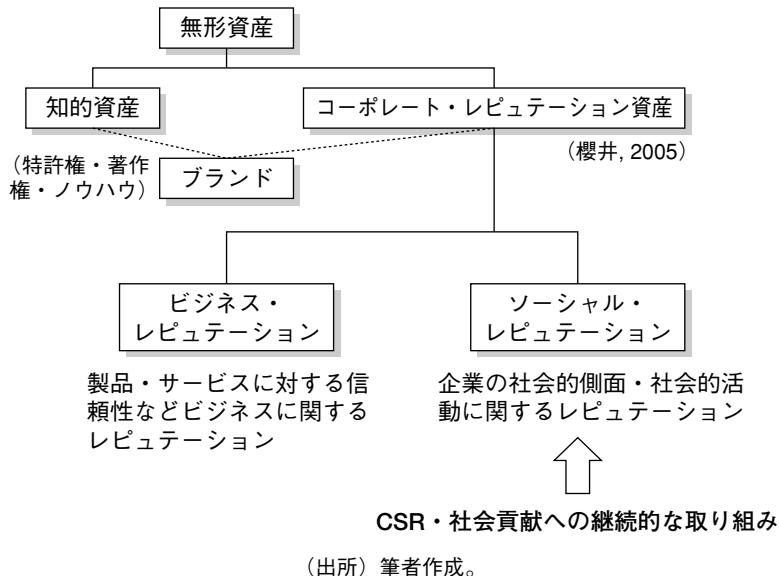 無形資産
知的資産
コーポレート・レピュテーション資産
(特許権・著作
権・ノウハウ)
ブランド
(櫻井, 2005)
ビジネス・
レピュテーション
ソーシャル・
レピュテーション
製品・サービスに対する信
頼性などビジネスに関する
レピュテーション
企業の社会的側面・社会的活
動に関するレピュテーション
CSR・社会貢献への継続的な取り組み
(出所)筆者作成。